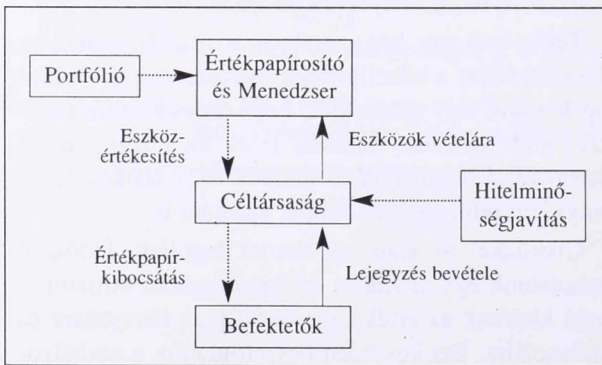 Portfólió
Értékpapírosító
és Menedzser
Eszköz-
értékesítés
Eszközök vételára
Céltársaság
Hitelminő-
ségjavítás
Értékpapír-
kibocsátás
Lejegyzés bevétele
Befektetők